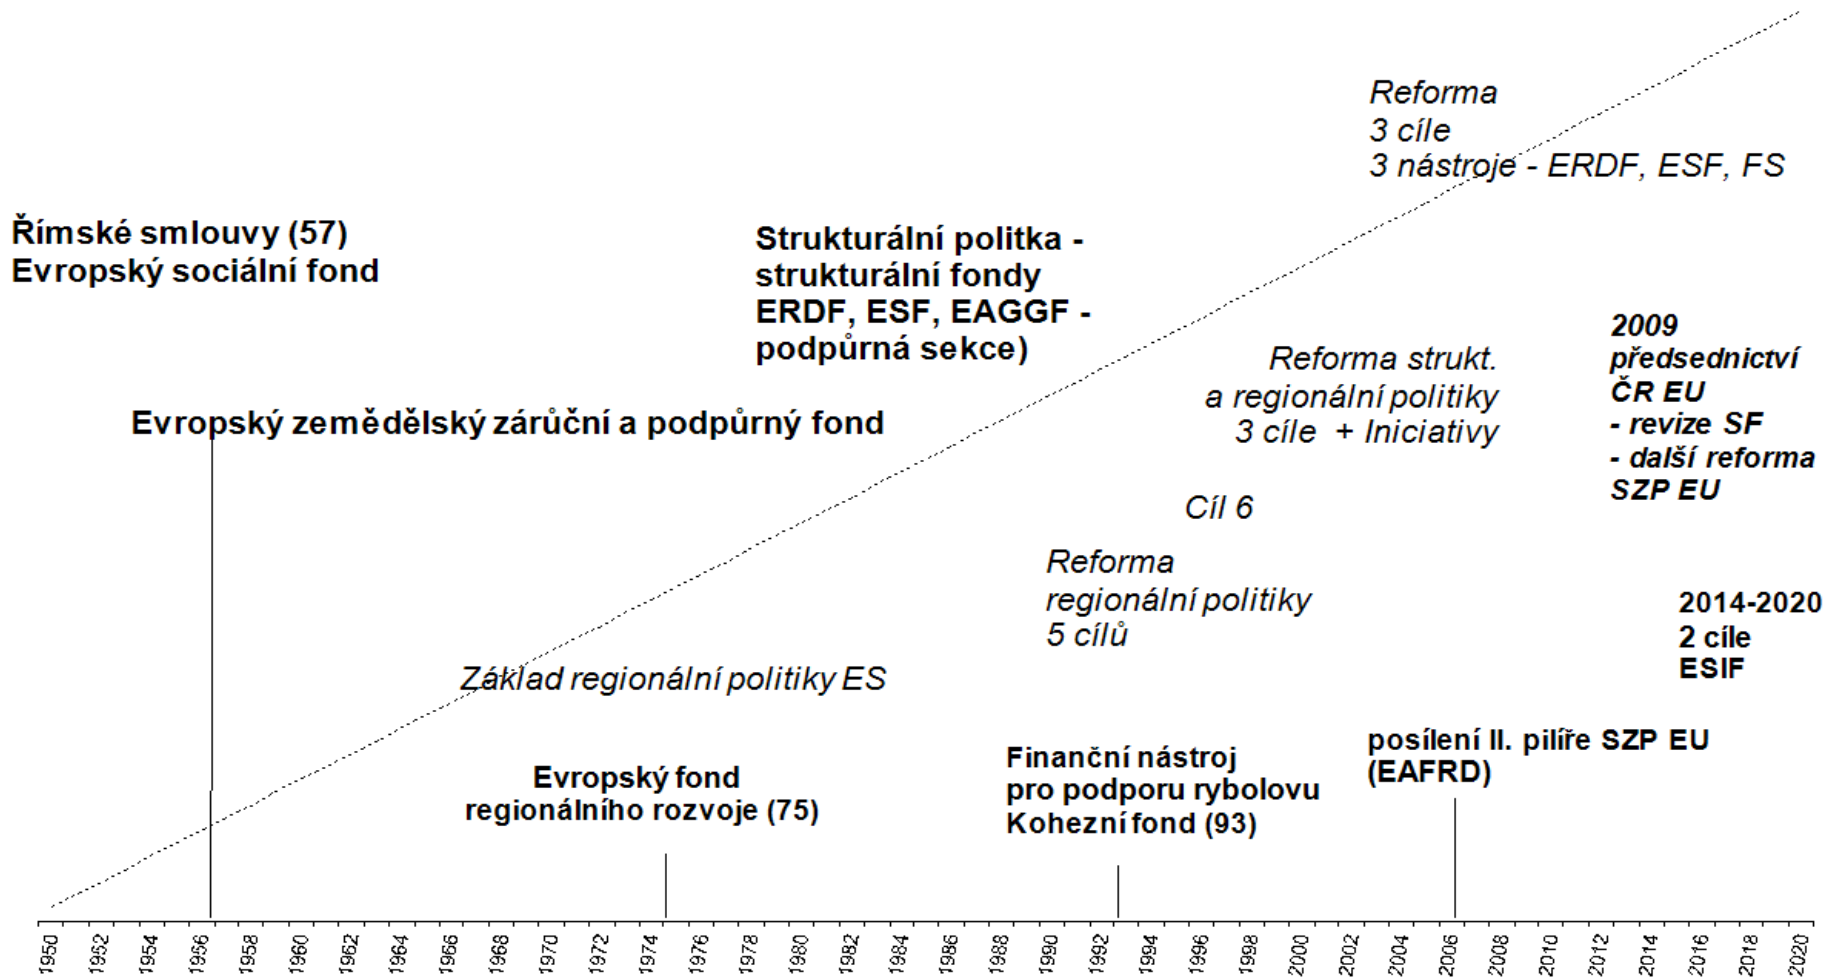 Reforma
3 cíle
3 nástroje - ERDF, ESF, FS
Římské smlouvy (57)
Evropský sociální fond
Strukturální politka -
strukturální fondy
ERDF, ESF, EAGGF -
podpůrná sekce)
2009
předsednictví
ČR EU
- revize SF
- další reforma
SZP EU
Reforma strukt.
a regionální politiky
3 cíle + Iniciativy
Evropský zemědělský zárůční a podpůrný fond
Cíl 6
Reforma
regionální politiky
5 cílů
2014-2020
2 cíle
ESIF
Základ regionální politiky ES
Evropský fond
regionálního rozvoje (75)
Finanční nástroj
pro podporu rybolovu
Kohezní fond (93)
posílení II. pilíře SZP EU
(EAFRD)
1950
1952
1954
1956
1958
1960
1962
1964
1966
1968
1970
1972
1974
1976
1978
1980
1982
1984
1986
1988
1990
1992
1994
1996
1998
2000
2002
2004
2006
2008
2010
2012
2014
2016
2018
2020